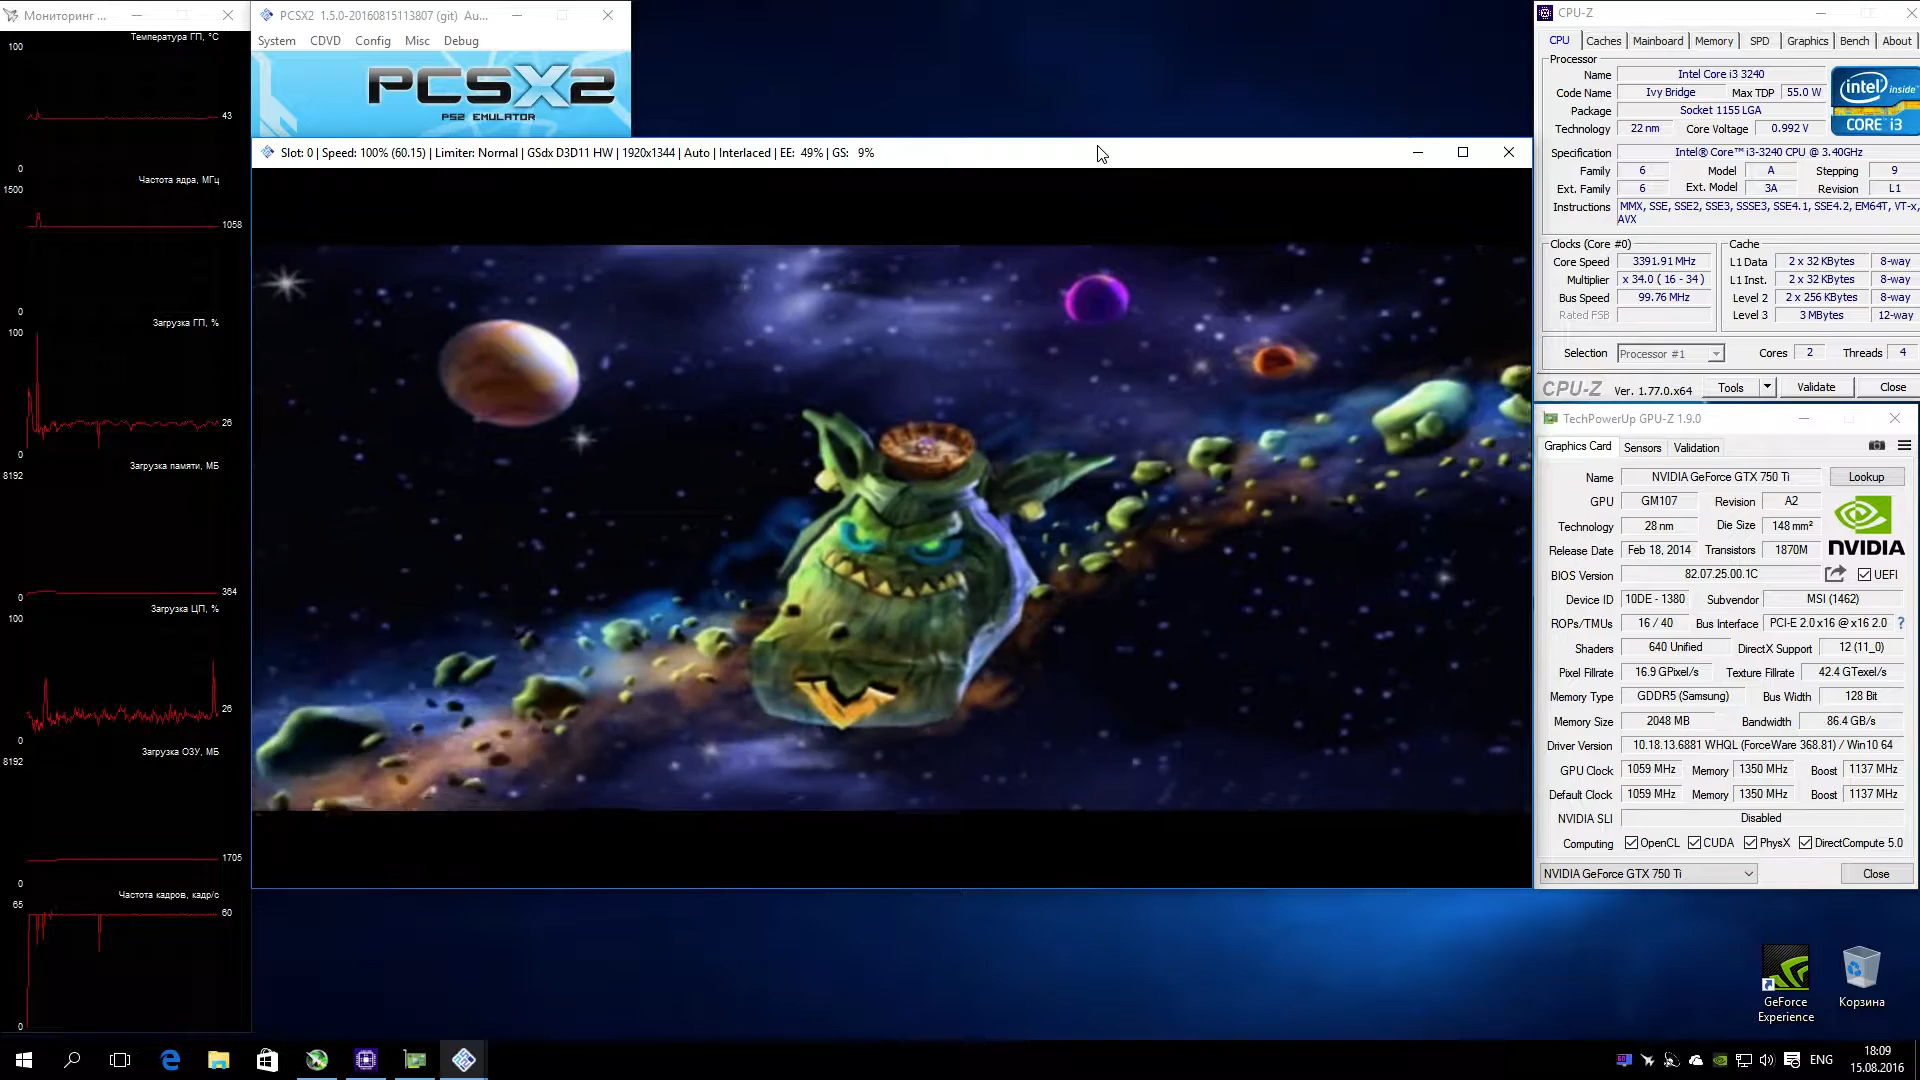 Мониторинг ...
Температура ГП, °C
100
43
0
Частота ядра, МГц
1500
1058
0
Загрузка ГП, %
100
26
0
Загрузка памяти, МБ
8192
364
0
Загрузка ЦП, %
100
26
0
Загрузка ОЗУ, МБ
8192
1705
0
Частота кадров, кадр/с
65
60
0
PCSX2 1.5.0-20160815113807 (git) Au...
System CDVD Config Misc Debug
PCSX2
PS2 EMULATOR
Slot: 0 | Speed: 100% (60.15) | Limiter: Normal | GSdx D3D11 HW | 1920x1344 | Auto | Interlaced | EE: 49% | GS: 9%
CPU-Z
CPU Caches Mainboard Memory SPD Graphics Bench About
Processor
Name Intel Core i3 3240
Code Name Ivy Bridge Max TDP 55.0 W
Package Socket 1155 LGA
Technology 22 nm Core Voltage 0.992 V
intel inside™
CORE i3
Specification Intel® Core™ i3-3240 CPU @ 3.40GHz
Family 6 Model A Stepping 9
Ext. Family 6 Ext. Model 3A Revision L1
Instructions MMX, SSE, SSE2, SSE3, SSSE3, SSE4.1, SSE4.2, EM64T, VT-x,
AVX
Clocks (Core #0) Cache
Core Speed 3391.91 MHz L1 Data 2 x 32 KBytes 8-way
Multiplier x 34.0 ( 16 - 34 ) L1 Inst. 2 x 32 KBytes 8-way
Bus Speed 99.76 MHz Level 2 2 x 256 KBytes 8-way
Rated FSB Level 3 3 MBytes 12-way
Selection Processor #1 Cores 2 Threads 4
CPU-Z Ver. 1.77.0.x64 Tools Validate Close
TechPowerUp GPU-Z 1.9.0
Graphics Card Sensors Validation
Name NVIDIA GeForce GTX 750 Ti Lookup
GPU GM107 Revision A2
Technology 28 nm Die Size 148 mm²
Release Date Feb 18, 2014 Transistors 1870M
NVIDIA
BIOS Version 82.07.25.00.1C UEFI
Device ID 10DE - 1380 Subvendor MSI (1462)
ROPs/TMUs 16 / 40 Bus Interface PCI-E 2.0 x16 @ x16 2.0 ?
Shaders 640 Unified DirectX Support 12 (11_0)
Pixel Fillrate 16.9 GPixel/s Texture Fillrate 42.4 GTexel/s
Memory Type GDDR5 (Samsung) Bus Width 128 Bit
Memory Size 2048 MB Bandwidth 86.4 GB/s
Driver Version 10.18.13.6881 WHQL (ForceWare 368.81) / Win10 64
GPU Clock 1059 MHz Memory 1350 MHz Boost 1137 MHz
Default Clock 1059 MHz Memory 1350 MHz Boost 1137 MHz
NVIDIA SLI Disabled
Computing OpenCL CUDA PhysX DirectCompute 5.0
NVIDIA GeForce GTX 750 Ti Close
GeForce
Experience
Корзина
ENG
18:09
15.08.2016